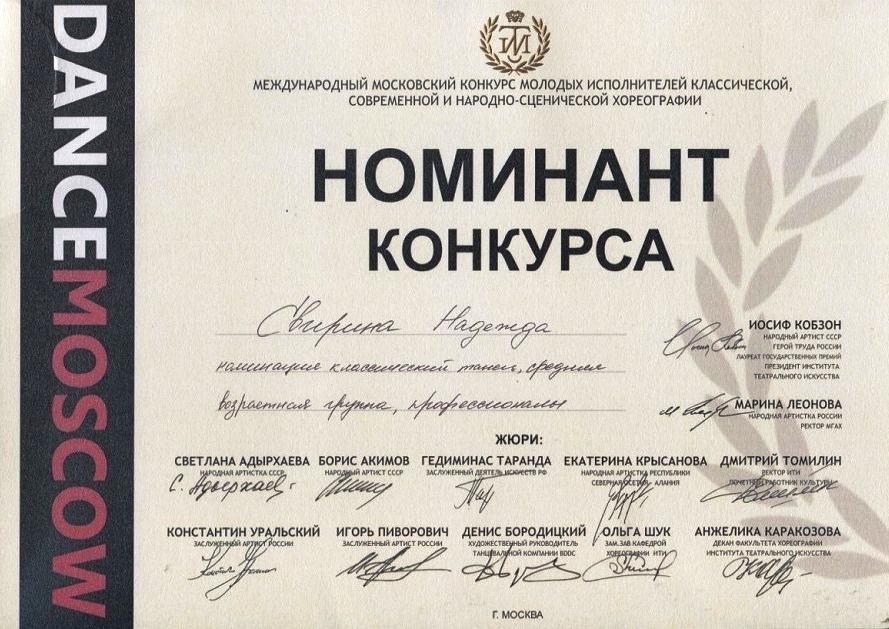 DANCEMOSCOW
ТМ
МЕЖДУНАРОДНЫЙ МОСКОВСКИЙ КОНКУРС МОЛОДЫХ ИСПОЛНИТЕЛЕЙ КЛАССИЧЕСКОЙ,
СОВРЕМЕННОЙ И НАРОДНО-СЦЕНИЧЕСКОЙ ХОРЕОГРАФИИ
НОМИНАНТ
КОНКУРСА
Свирина Надежда
номинация классический танец, средняя
возрастная группа, профессионалы
ИОСИФ КОБЗОН
НАРОДНЫЙ АРТИСТ СССР
ГЕРОЙ ТРУДА РОССИИ
ЛАУРЕАТ ГОСУДАРСТВЕННЫХ ПРЕМИЙ
ПРЕЗИДЕНТ ИНСТИТУТА
ТЕАТРАЛЬНОГО ИСКУССТВА
МАРИНА ЛЕОНОВА
НАРОДНАЯ АРТИСТКА РОССИИ
РЕКТОР МГАХ
ЖЮРИ:
СВЕТЛАНА АДЫРХАЕВА
НАРОДНАЯ АРТИСТКА СССР
С. Адырхаева
БОРИС АКИМОВ
НАРОДНЫЙ АРТИСТ СССР
ГЕДИМИНАС ТАРАНДА
ЗАСЛУЖЕННЫЙ ДЕЯТЕЛЬ ИСКУССТВ РФ
ЕКАТЕРИНА КРЫСАНОВА
НАРОДНАЯ АРТИСТКА РЕСПУБЛИКИ
СЕВЕРНАЯ ОСЕТИЯ - АЛАНИЯ
ДМИТРИЙ ТОМИЛИН
РЕКТОР ИТИ
ПОЧЕТНЫЙ РАБОТНИК КУЛЬТУРЫ
КОНСТАНТИН УРАЛЬСКИЙ
ЗАСЛУЖЕННЫЙ АРТИСТ РОССИИ
ИГОРЬ ПИВОРОВИЧ
ЗАСЛУЖЕННЫЙ АРТИСТ РОССИИ
ДЕНИС БОРОДИЦКИЙ
ХУДОЖЕСТВЕННЫЙ РУКОВОДИТЕЛЬ
ТАНЦЕВАЛЬНОЙ КОМПАНИИ BDDC
ОЛЬГА ШУК
ЗАМ.ЗАВ КАФЕДРОЙ
ХОРЕОГРАФИИ ИТИ
АНЖЕЛИКА КАРАКОЗОВА
ДЕКАН ФАКУЛЬТЕТА ХОРЕОГРАФИИ
ИНСТИТУТА ТЕАТРАЛЬНОГО ИСКУССТВА
Г. МОСКВА